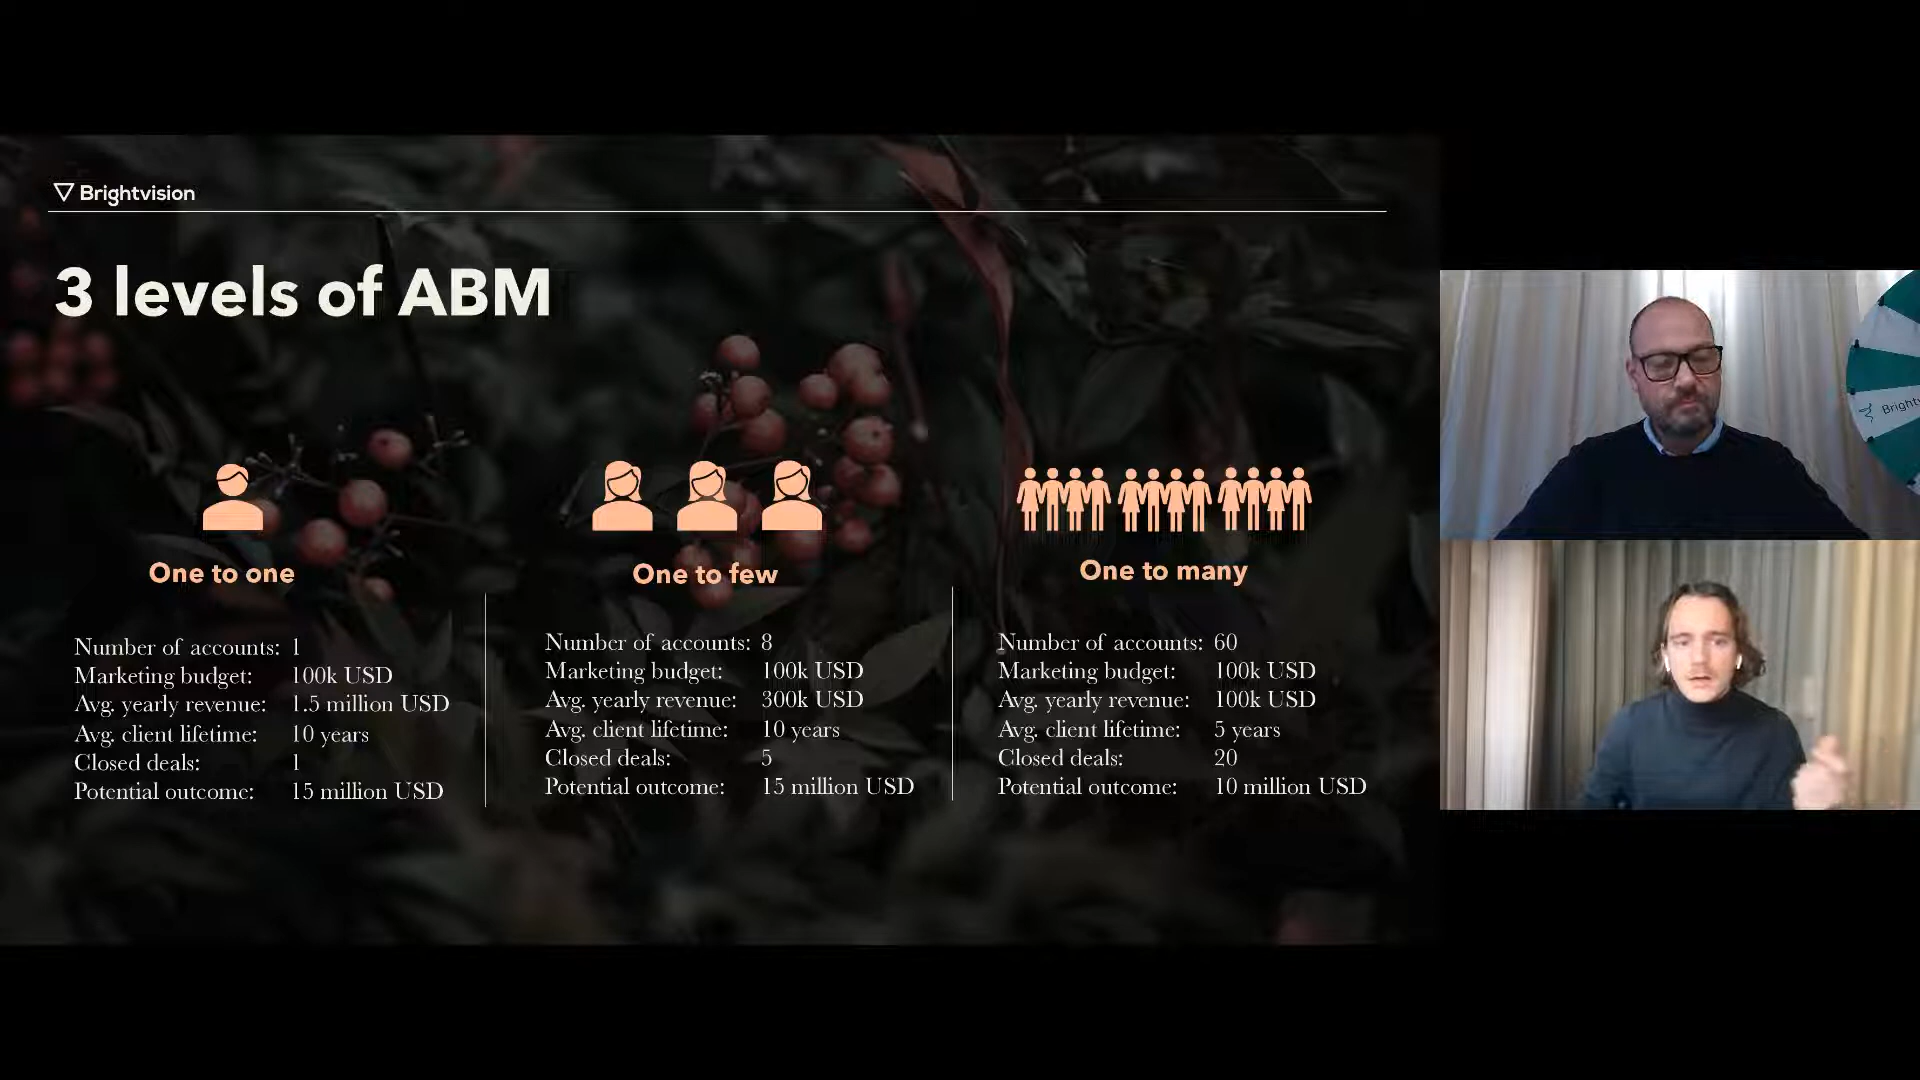 Brightvision
3 levels of ABM
One to one
Number of accounts: 1
Marketing budget: 100k USD
Avg. yearly revenue: 1.5 million USD
Avg. client lifetime: 10 years
Closed deals: 1
Potential outcome: 15 million USD
One to few
Number of accounts: 8
Marketing budget: 100k USD
Avg. yearly revenue: 300k USD
Avg. client lifetime: 10 years
Closed deals: 5
Potential outcome: 15 million USD
One to many
Number of accounts: 60
Marketing budget: 100k USD
Avg. yearly revenue: 100k USD
Avg. client lifetime: 5 years
Closed deals: 20
Potential outcome: 10 million USD
Brightv